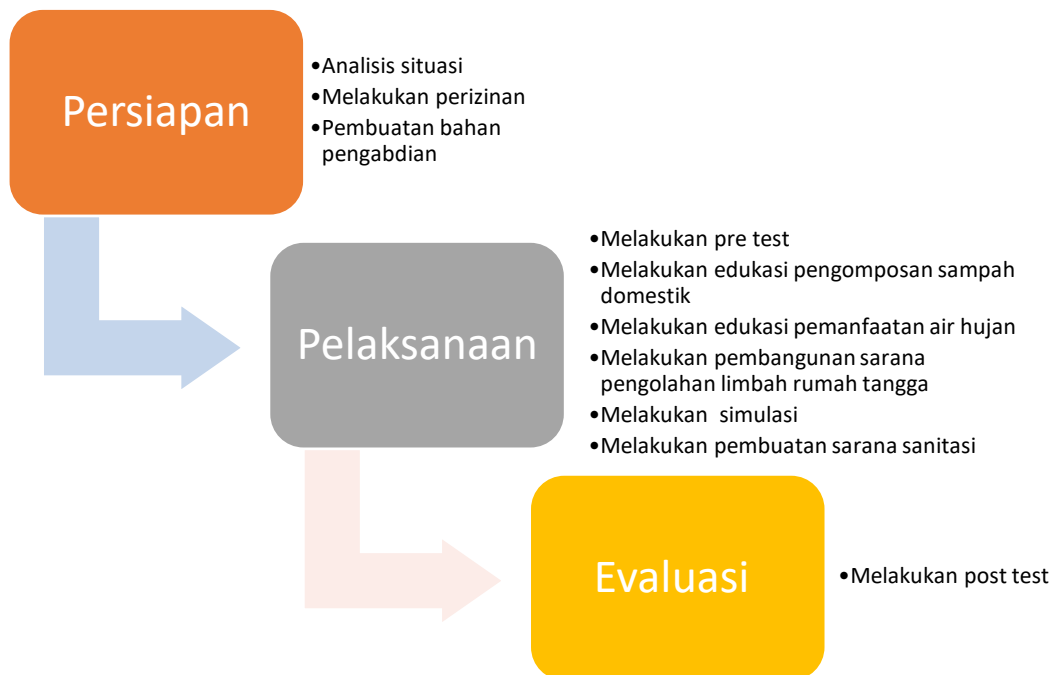 Persiapan
•Analisis situasi
•Melakukan perizinan
•Pembuatan bahan
pengabdian
Pelaksanaan
•Melakukan pre test
•Melakukan edukasi pengomposan sampah
domestik
•Melakukan edukasi pemanfaatan air hujan
•Melakukan pembangunan sarana
pengolahan limbah rumah tangga
•Melakukan  simulasi
•Melakukan pembuatan sarana sanitasi
Evaluasi
•Melakukan post test